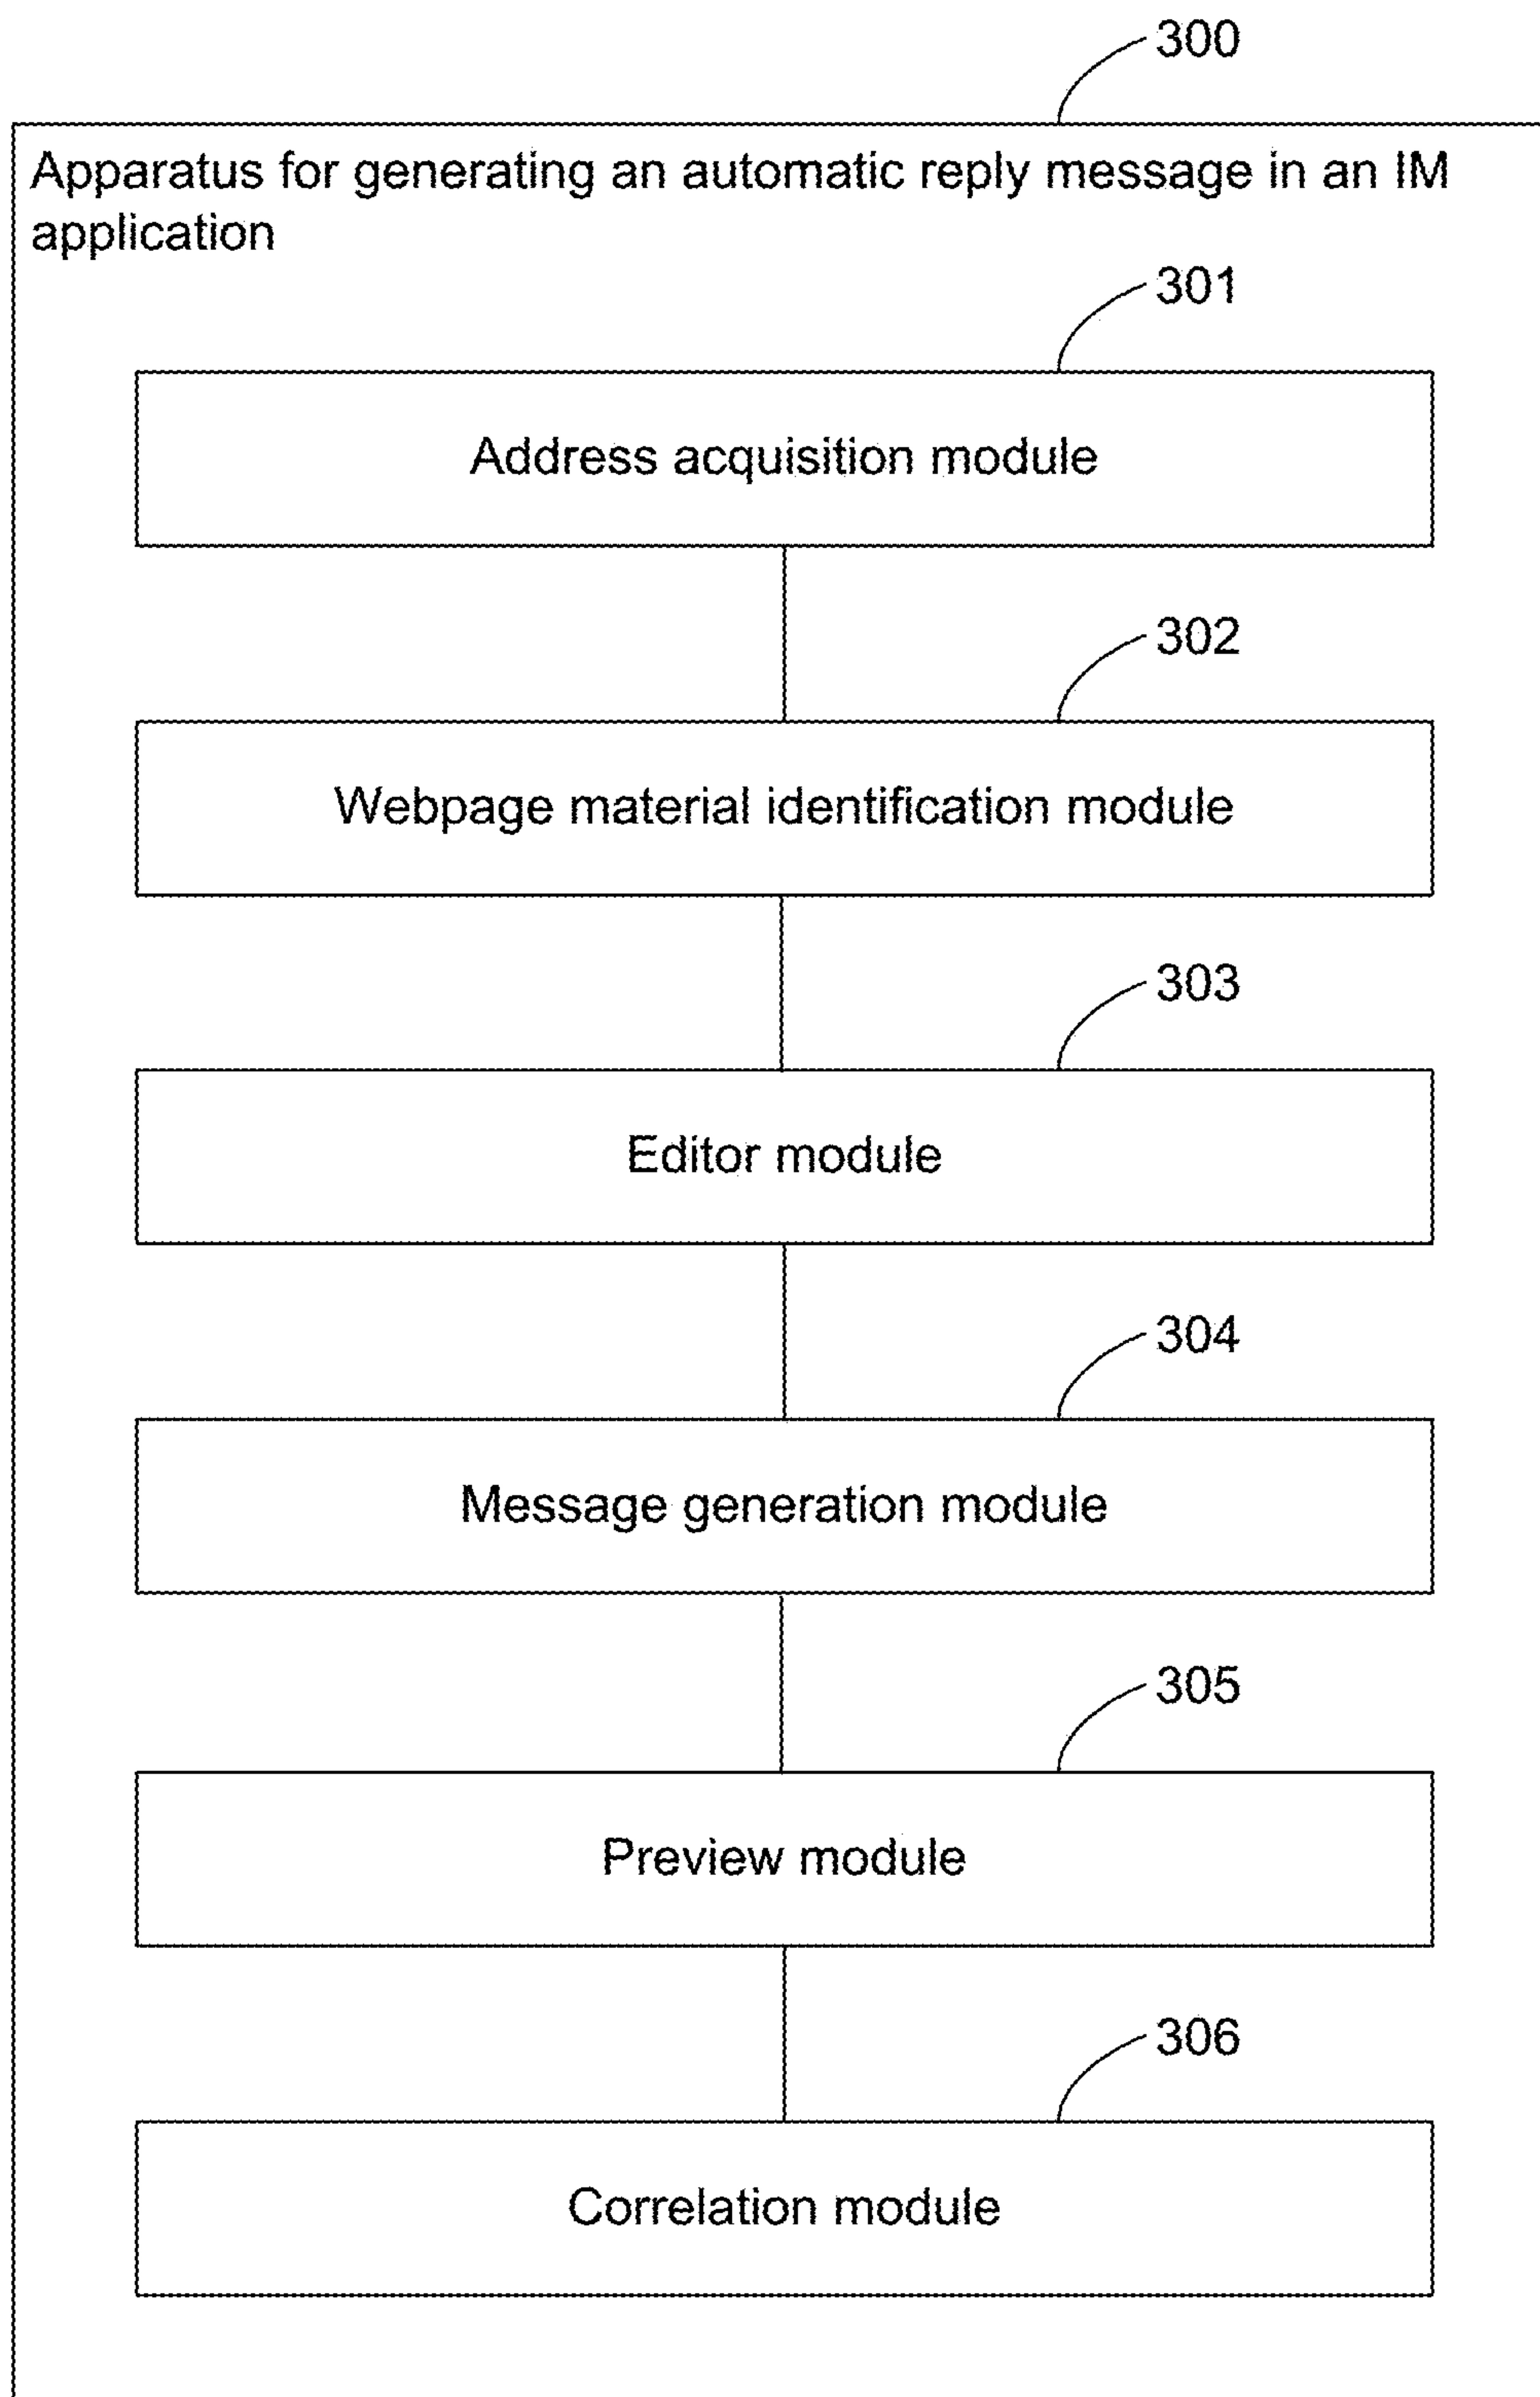 300
Apparatus for generating an automatic reply message in an IM
application
301
Address acquisition module
302
Webpage material identification module
303
Editor module
304
Message generation module
305
Preview module
306
Correlation module